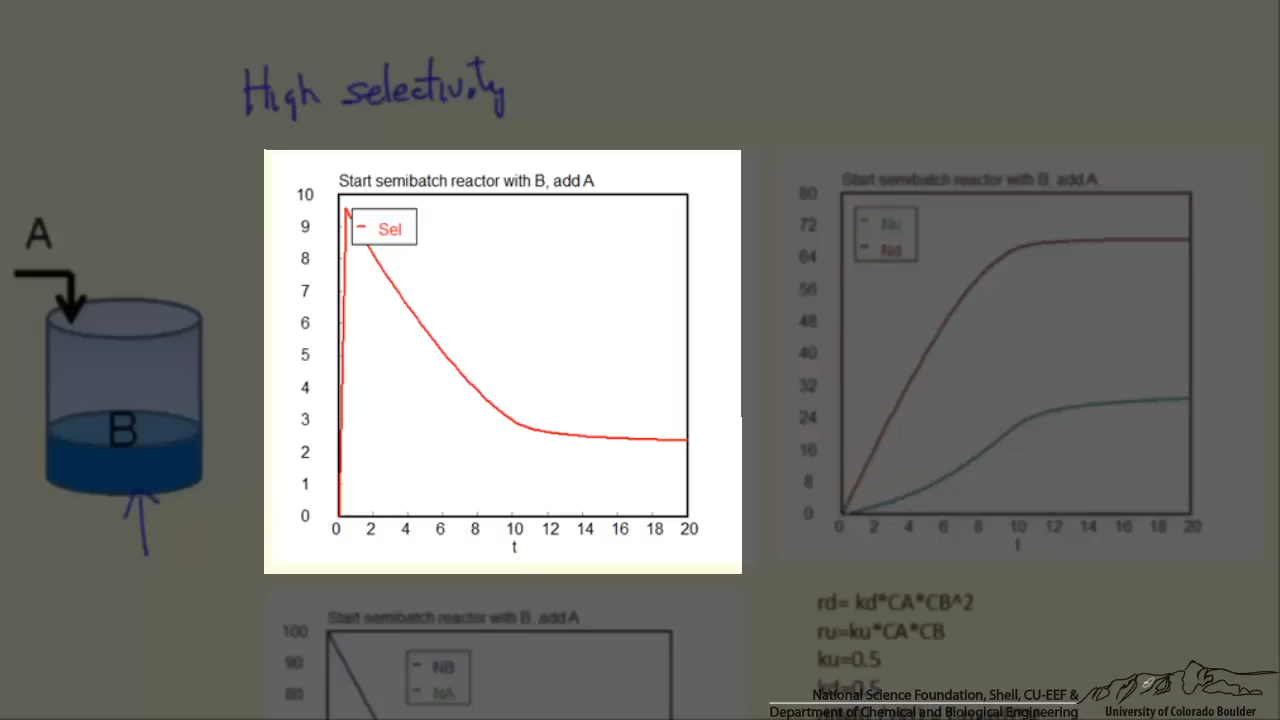 High selectivity
Start semibatch reactor with B, add A
10
9
8
7
6
5
4
3
2
1
0
Sel
0 2 4 6 8 10 12 14 16 18 20
t
Start semibatch reactor with B, add A
80
72
64
56
48
40
32
24
16
8
0
Nu
Nd
0 2 4 6 8 10 12 14 16 18 20
t
A
B
Start semibatch reactor with B, add A
100
90
80
NB
NA
rd= kd*CA*CB^2
ru=ku*CA*CB
ku=0.5
kd=0.5
National Science Foundation, Shell, CU-EEF &
Department of Chemical and Biological Engineering
University of Colorado Boulder